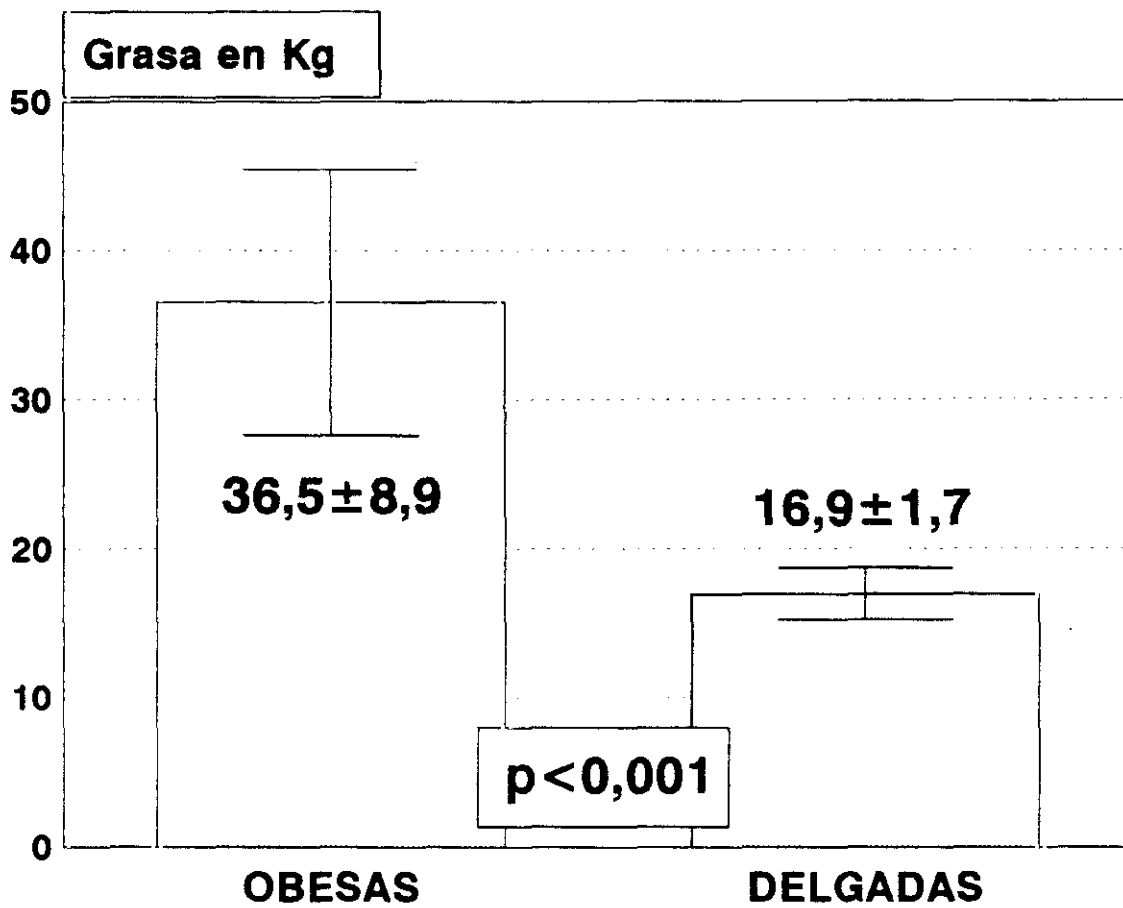 Grasa en Kg
50
40
30
36,5±8,9
16,9±1,7
20
10
p<0,001
0
OBESAS
DELGADAS